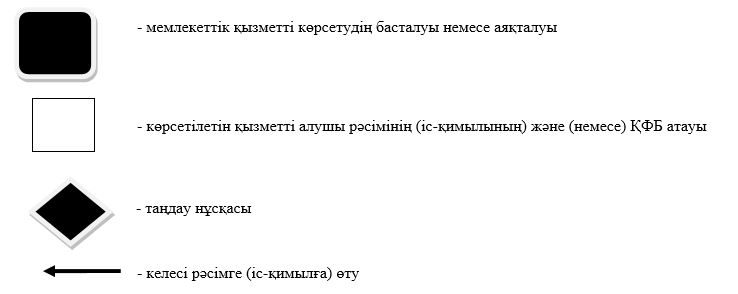 - мемлекеттік қызметті көрсетудің басталуы немесе аяқталуы
- көрсетілетін қызметті алушы рәсімінің (іс-қимылының) және (немесе) ҚФБ атауы
- таңдау нұсқасы
- келесі рәсімге (іс-қимылға) өту